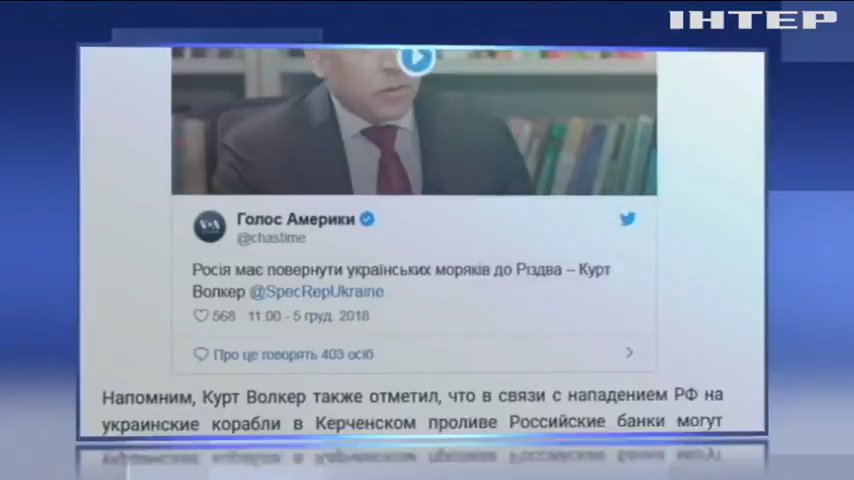 ІНТЕР
VOA
Голос Америки
@chastime
Росія має повернути українських моряків до Різдва – Курт
Волкер @SpecRepUkraine
568 11:00 - 5 груд. 2018
Про це говорять 403 осіб
Напомним, Курт Волкер также отметил, что в связи с нападением РФ на
украинские корабли в Керченском проливе Российские банки могут